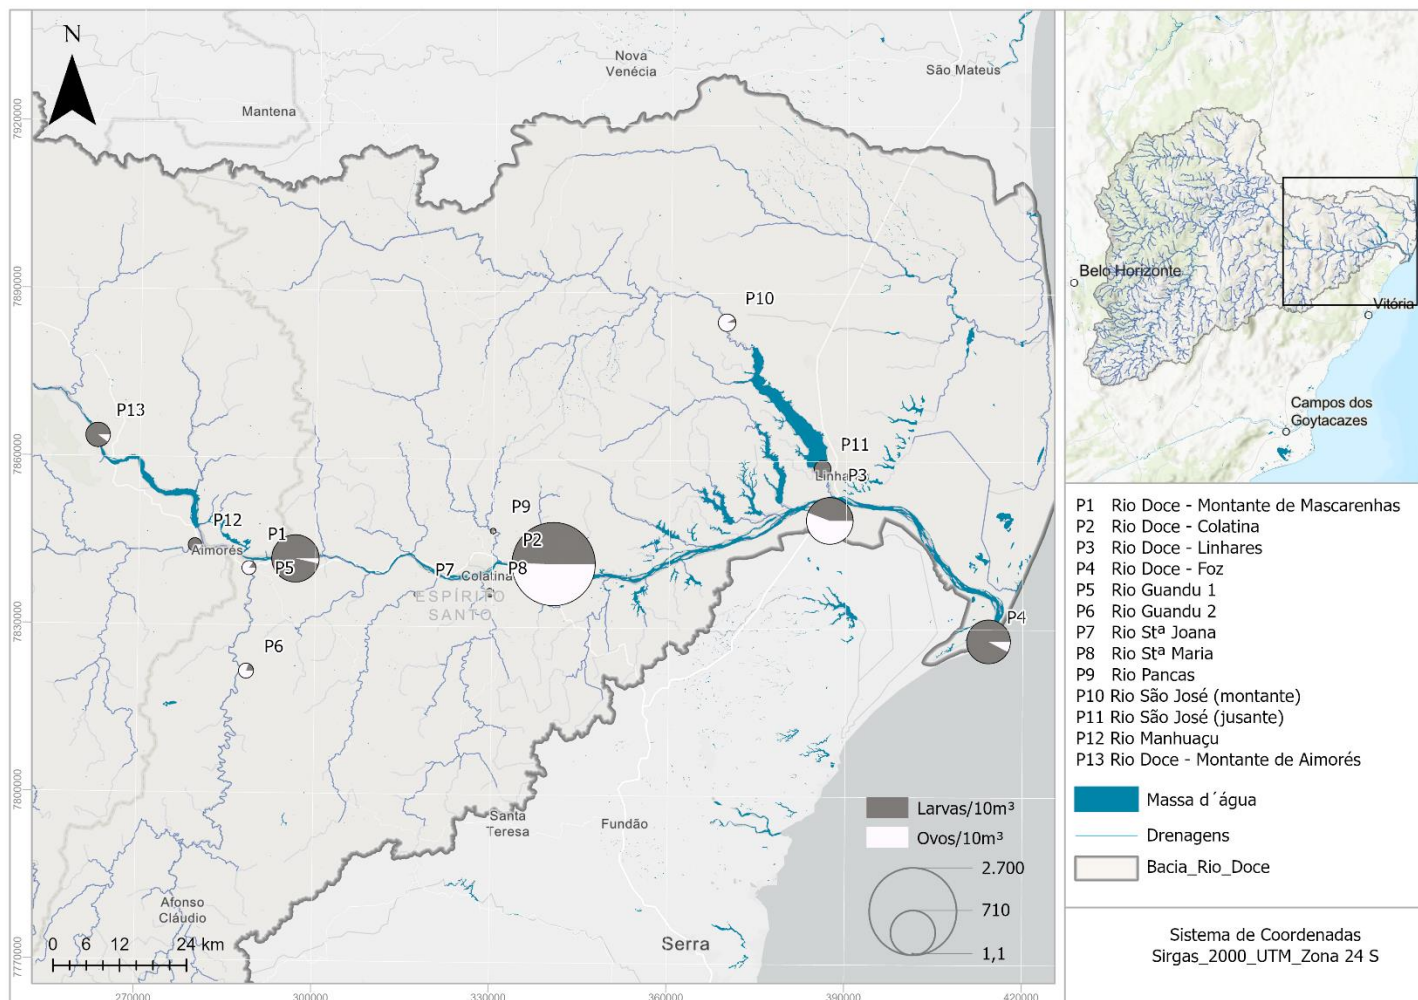 N
Nova
Venécia
São Mateus
Mantena
7920000
7890000
7860000
7830000
7800000
7770000
P10
P13
P11
Linha
P3
P9
P12
P1
P2
Aimorés
P5
P7
P8
Colatina
ESPÍRITO
SANTO
P4
P6
Santa
Teresa
Fundão
Afonso
Cláudio
Serra
0 6 12 24 km
Larvas/10m³
Ovos/10m³
2.700
710
1,1
270000
300000
330000
360000
390000
420000
Belo Horizonte
Vitória
Campos dos
Goytacazes
P1 Rio Doce - Montante de Mascarenhas
P2 Rio Doce - Colatina
P3 Rio Doce - Linhares
P4 Rio Doce - Foz
P5 Rio Guandu 1
P6 Rio Guandu 2
P7 Rio Stª Joana
P8 Rio Stª Maria
P9 Rio Pancas
P10 Rio São José (montante)
P11 Rio São José (jusante)
P12 Rio Manhuaçu
P13 Rio Doce - Montante de Aimorés
Massa d´água
Drenagens
Bacia_Rio_Doce
Sistema de Coordenadas
Sirgas_2000_UTM_Zona 24 S